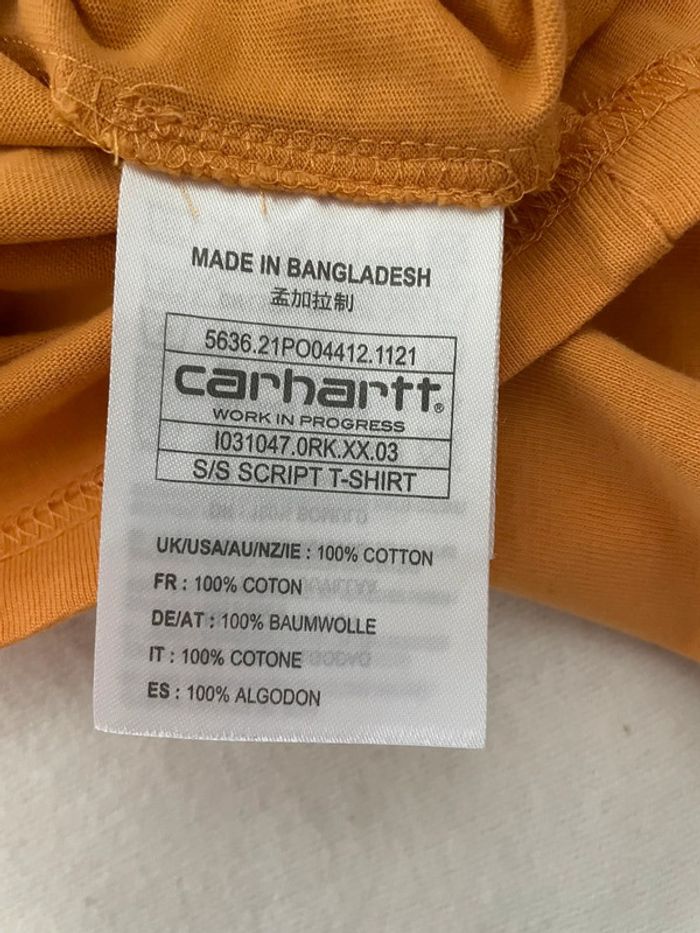 MADE IN BANGLADESH
孟加拉制
5636.21PO04412.1121
carhartt®
WORK IN PROGRESS
I031047.0RK.XX.03
S/S SCRIPT T-SHIRT
UK/USA/AU/NZ/IE : 100% COTTON
FR : 100% COTON
DE/AT : 100% BAUMWOLLE
IT : 100% COTONE
ES : 100% ALGODON